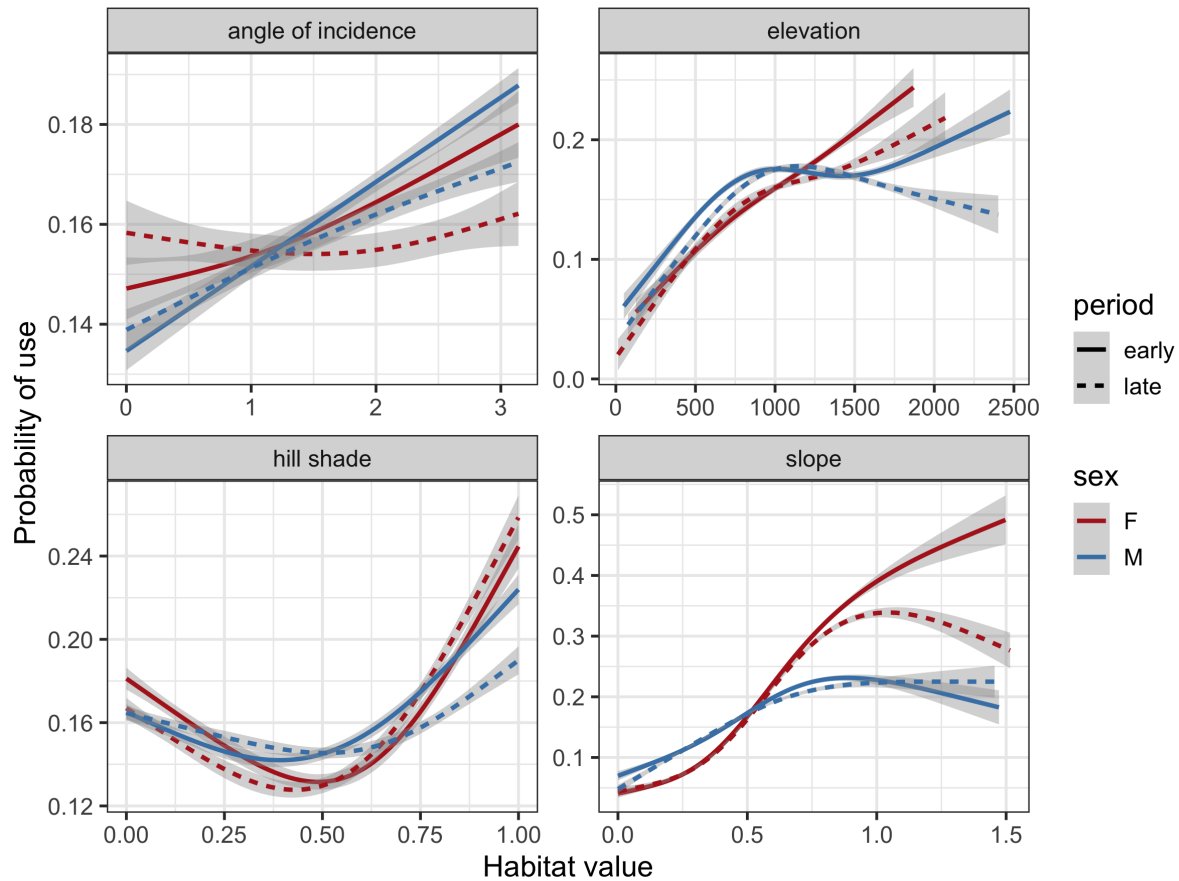 angle of incidence
elevation
0.18
0.16
0.14
0 1 2 3
0.2
0.1
0.0
0 500 1000 1500 2000 2500
hill shade
slope
0.24
0.20
0.16
0.12
0.00 0.25 0.50 0.75 1.00
0.5
0.4
0.3
0.2
0.1
0.0 0.5 1.0 1.5
Probability of use
Habitat value
period
early
late
sex
F
M